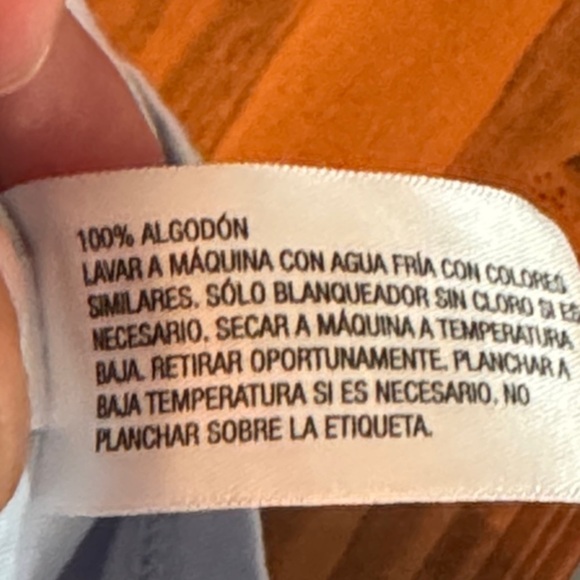 100% ALGODÓN
LAVAR A MÁQUINA CON AGUA FRÍA CON COLORES
SIMILARES. SÓLO BLANQUEADOR SIN CLORO SI ES
NECESARIO. SECAR A MÁQUINA A TEMPERATURA
BAJA. RETIRAR OPORTUNAMENTE. PLANCHAR A
BAJA TEMPERATURA SI ES NECESARIO. NO
PLANCHAR SOBRE LA ETIQUETA.